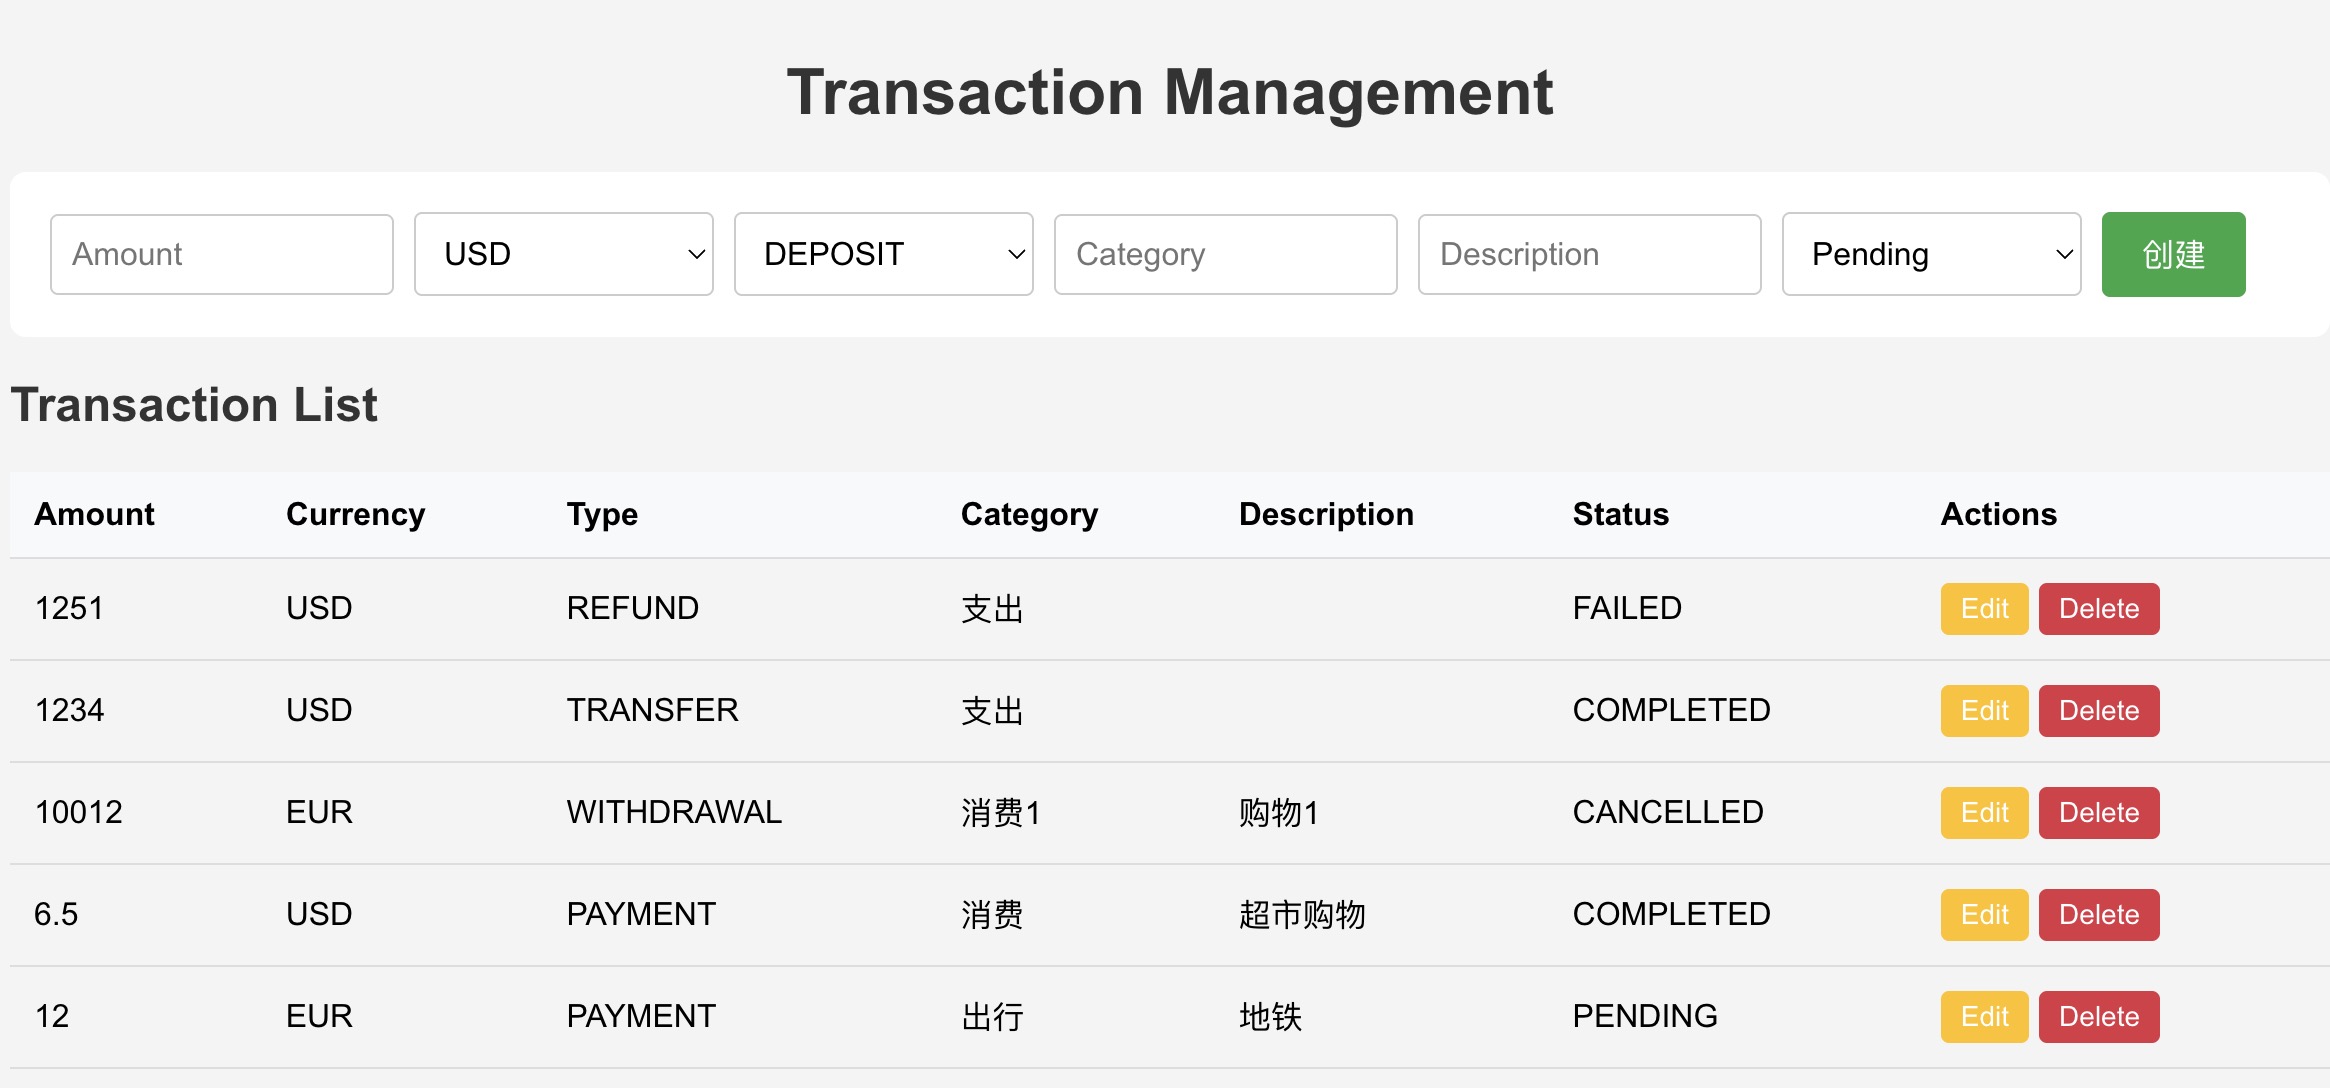 Transaction Management
Amount USD DEPOSIT Category Description Pending 创建
Transaction List
Amount Currency Type Category Description Status Actions
1251 USD REFUND 支出 FAILED Edit Delete
1234 USD TRANSFER 支出 COMPLETED Edit Delete
10012 EUR WITHDRAWAL 消费1 购物1 CANCELLED Edit Delete
6.5 USD PAYMENT 消费 超市购物 COMPLETED Edit Delete
12 EUR PAYMENT 出行 地铁 PENDING Edit Delete